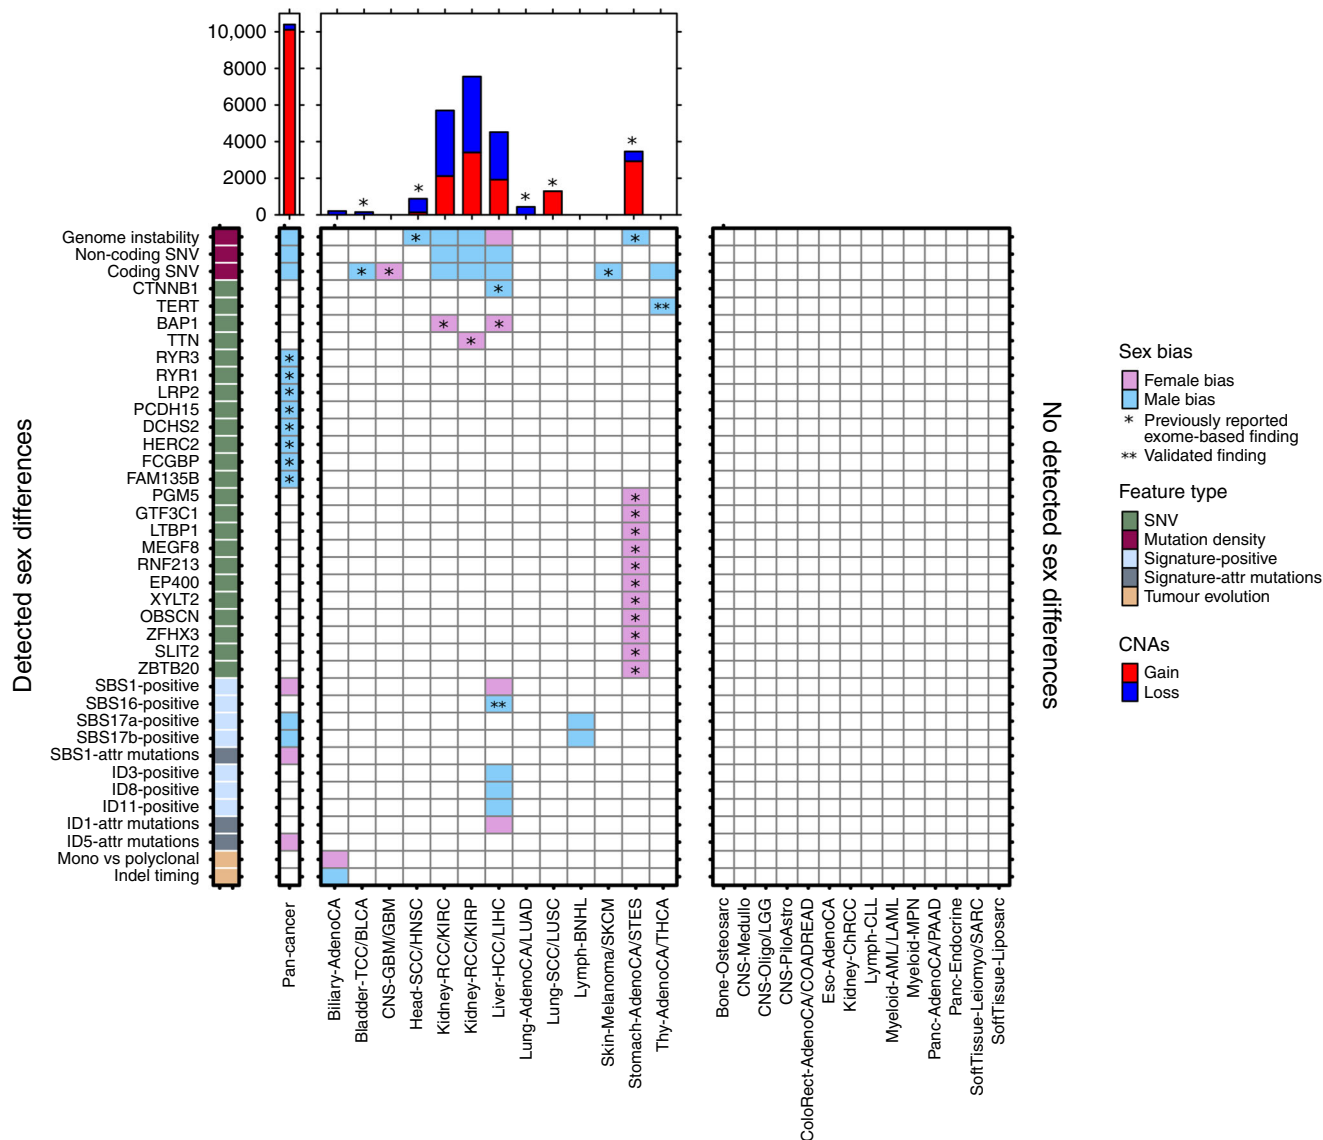 10,000
8000
6000
4000
2000
0
*
*
*
*
*
Detected sex differences
Genome instability * *
Non-coding SNV
Coding SNV * * *
CTNNB1 *
TERT **
BAP1 * *
TTN *
RYR3 *
RYR1 *
LRP2 *
PCDH15 *
DCHS2 *
HERC2 *
FCGBP *
FAM135B *
PGM5 *
GTF3C1 *
LTBP1 *
MEGF8 *
RNF213 *
EP400 *
XYLT2 *
OBSCN *
ZFHX3 *
SLIT2 *
ZBTB20 *
SBS1-positive
SBS16-positive **
SBS17a-positive
SBS17b-positive
SBS1-attr mutations
ID3-positive
ID8-positive
ID11-positive
ID1-attr mutations
ID5-attr mutations
Mono vs polyclonal
Indel timing
Pan-cancer
Biliary-AdenoCA
Bladder-TCC/BLCA
CNS-GBM/GBM
Head-SCC/HNSC
Kidney-RCC/KIRC
Kidney-RCC/KIRP
Liver-HCC/LIHC
Lung-AdenoCA/LUAD
Lung-SCC/LUSC
Lymph-BNHL
Skin-Melanoma/SKCM
Stomach-AdenoCA/STES
Thy-AdenoCA/THCA
Bone-Osteosarc
CNS-Medullo
CNS-Oligo/LGG
CNS-PiloAstro
ColoRect-AdenoCA/COADREAD
Eso-AdenoCA
Kidney-ChRCC
Lymph-CLL
Myeloid-AML/LAML
Myeloid-MPN
Panc-AdenoCA/PAAD
Panc-Endocrine
SoftTissue-Leiomyo/SARC
SoftTissue-Liposarc
No detected sex differences
Sex bias
Female bias
Male bias
* Previously reported
exome-based finding
** Validated finding
Feature type
SNV
Mutation density
Signature-positive
Signature-attr mutations
Tumour evolution
CNAs
Gain
Loss